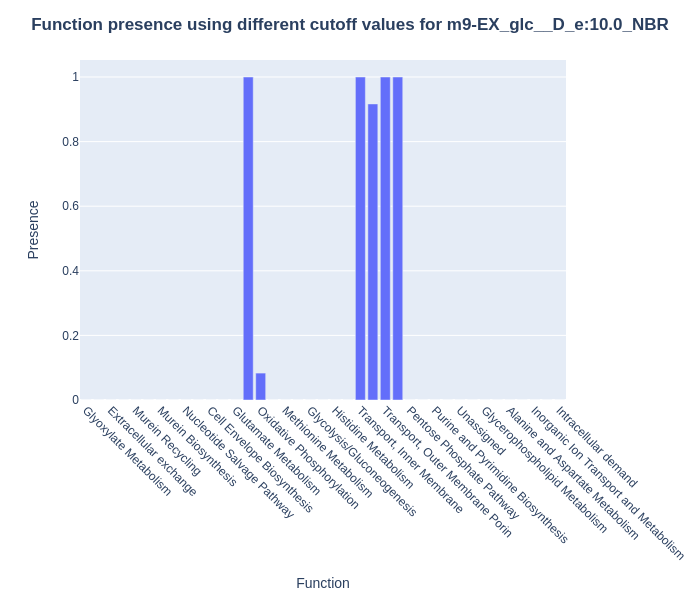 Function presence using different cutoff values for m9-EX_glc__D_e:10.0_NBR
1
0.8
0.6
0.4
0.2
0
Presence
Glyoxylate Metabolism
Extracellular exchange
Murein Recycling
Murein Biosynthesis
Nucleotide Salvage Pathway
Cell Envelope Biosynthesis
Glutamate Metabolism
Oxidative Phosphorylation
Methionine Metabolism
Glycolysis/Gluconeogenesis
Histidine Metabolism
Transport, Inner Membrane
Transport, Outer Membrane Porin
Pentose Phosphate Pathway
Purine and Pyrimidine Biosynthesis
Unassigned
Glycerophospholipid Metabolism
Alanine and Aspartate Metabolism
Inorganic Ion Transport and Metabolism
Intracellular demand
Function